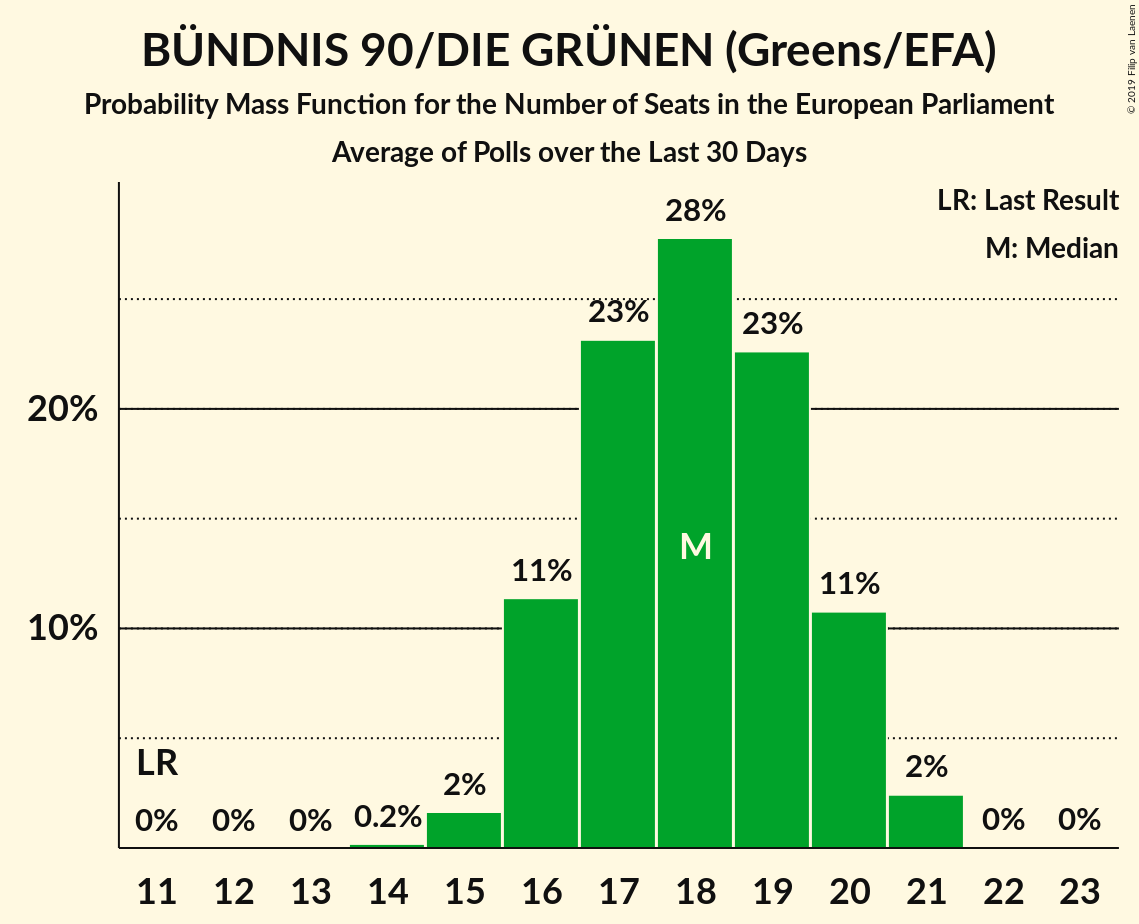 BÜNDNIS 90/DIE GRÜNEN (Greens/EFA)
Probability Mass Function for the Number of Seats in the European Parliament
Average of Polls over the Last 30 Days
© 2019 Filip van Laenen
LR: Last Result
M: Median
28%
23%
23%
20%
M
11%
11%
10%
LR
2%
2%
0%
0%
0%
0.2%
0%
0%
11 12 13 14 15 16 17 18 19 20 21 22 23